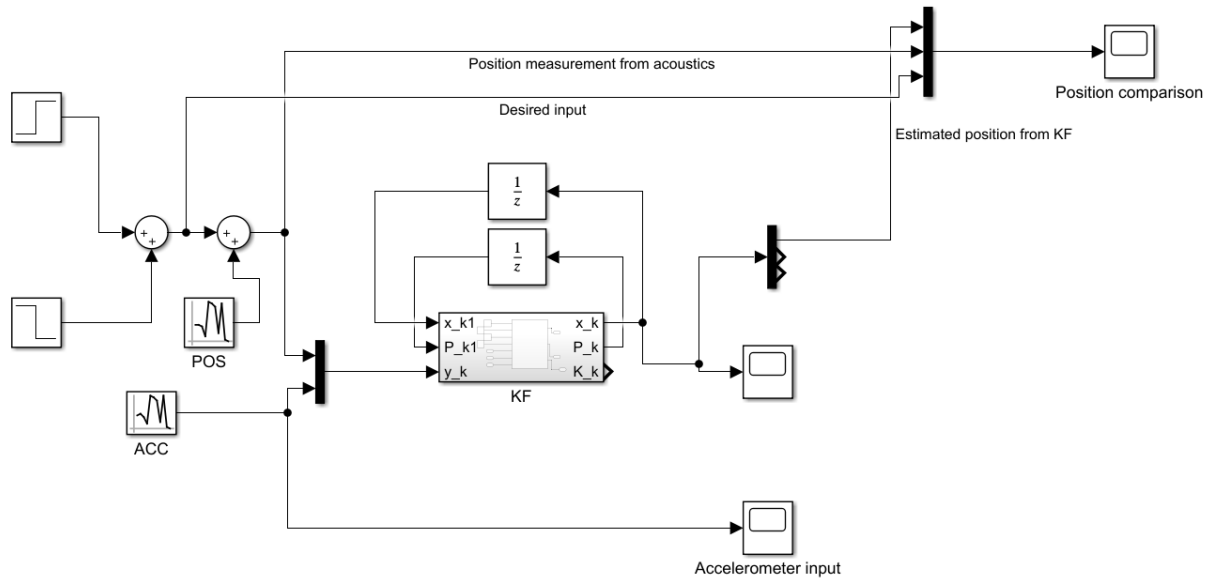 Position measurement from acoustics
Position comparison
Desired input
Estimated position from KF
1
z
+
+
+
+
1
z
POS
x_k1
x_k
P_k1
P_k
y_k
K_k
KF
ACC
Accelerometer input